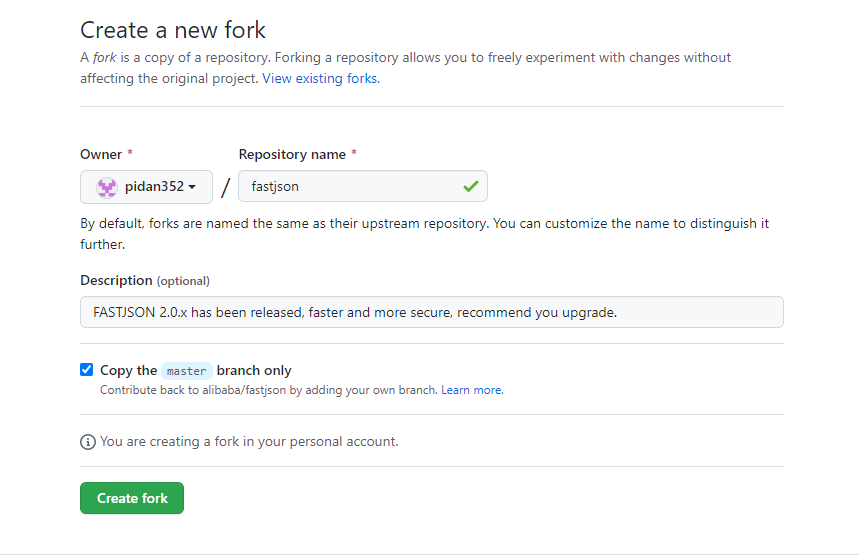 Create a new fork
A fork is a copy of a repository. Forking a repository allows you to freely experiment with changes without
affecting the original project. View existing forks.
Owner * Repository name *
pidan352 / fastjson
By default, forks are named the same as their upstream repository. You can customize the name to distinguish it
further.
Description (optional)
FASTJSON 2.0.x has been released, faster and more secure, recommend you upgrade.
Copy the master branch only
Contribute back to alibaba/fastjson by adding your own branch. Learn more.
You are creating a fork in your personal account.
Create fork